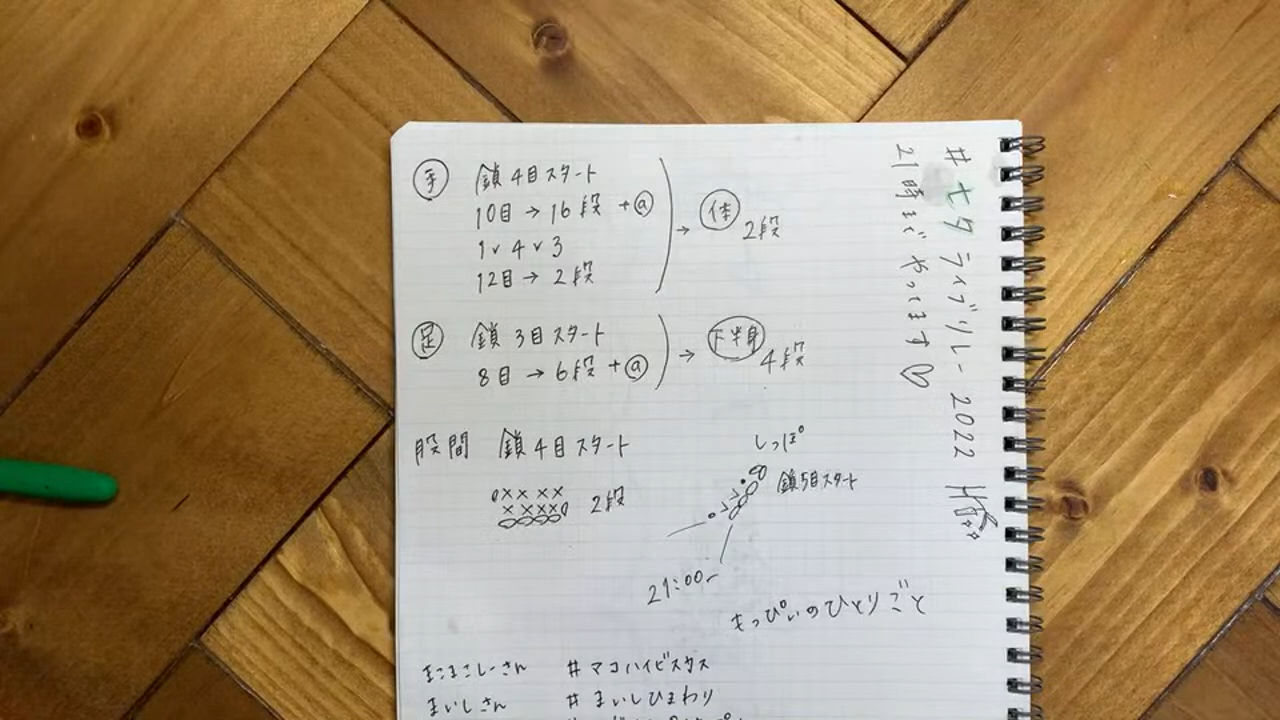 手 鎖4目スタート
10目→16段+a
1v4v3
12目→2段
→ 体 2段
足 鎖3目スタート
8目→6段+a
→ 下半身 4段
股間 鎖4目スタート
2段
しっぽ
鎖5目スタート
21:00~
もっぴぃのひとりごと
まこまこしーさん #マコハイビスカス
まいしさん #まいしひまわり
#七夕ライブリレー2022
21時までやってます♡